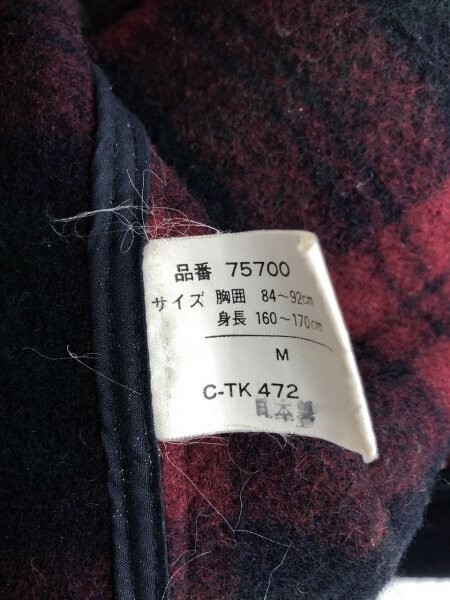 品番 75700
サイズ 胸囲 84～92cm
身長 160～170cm
M
C-TK 472
日本製